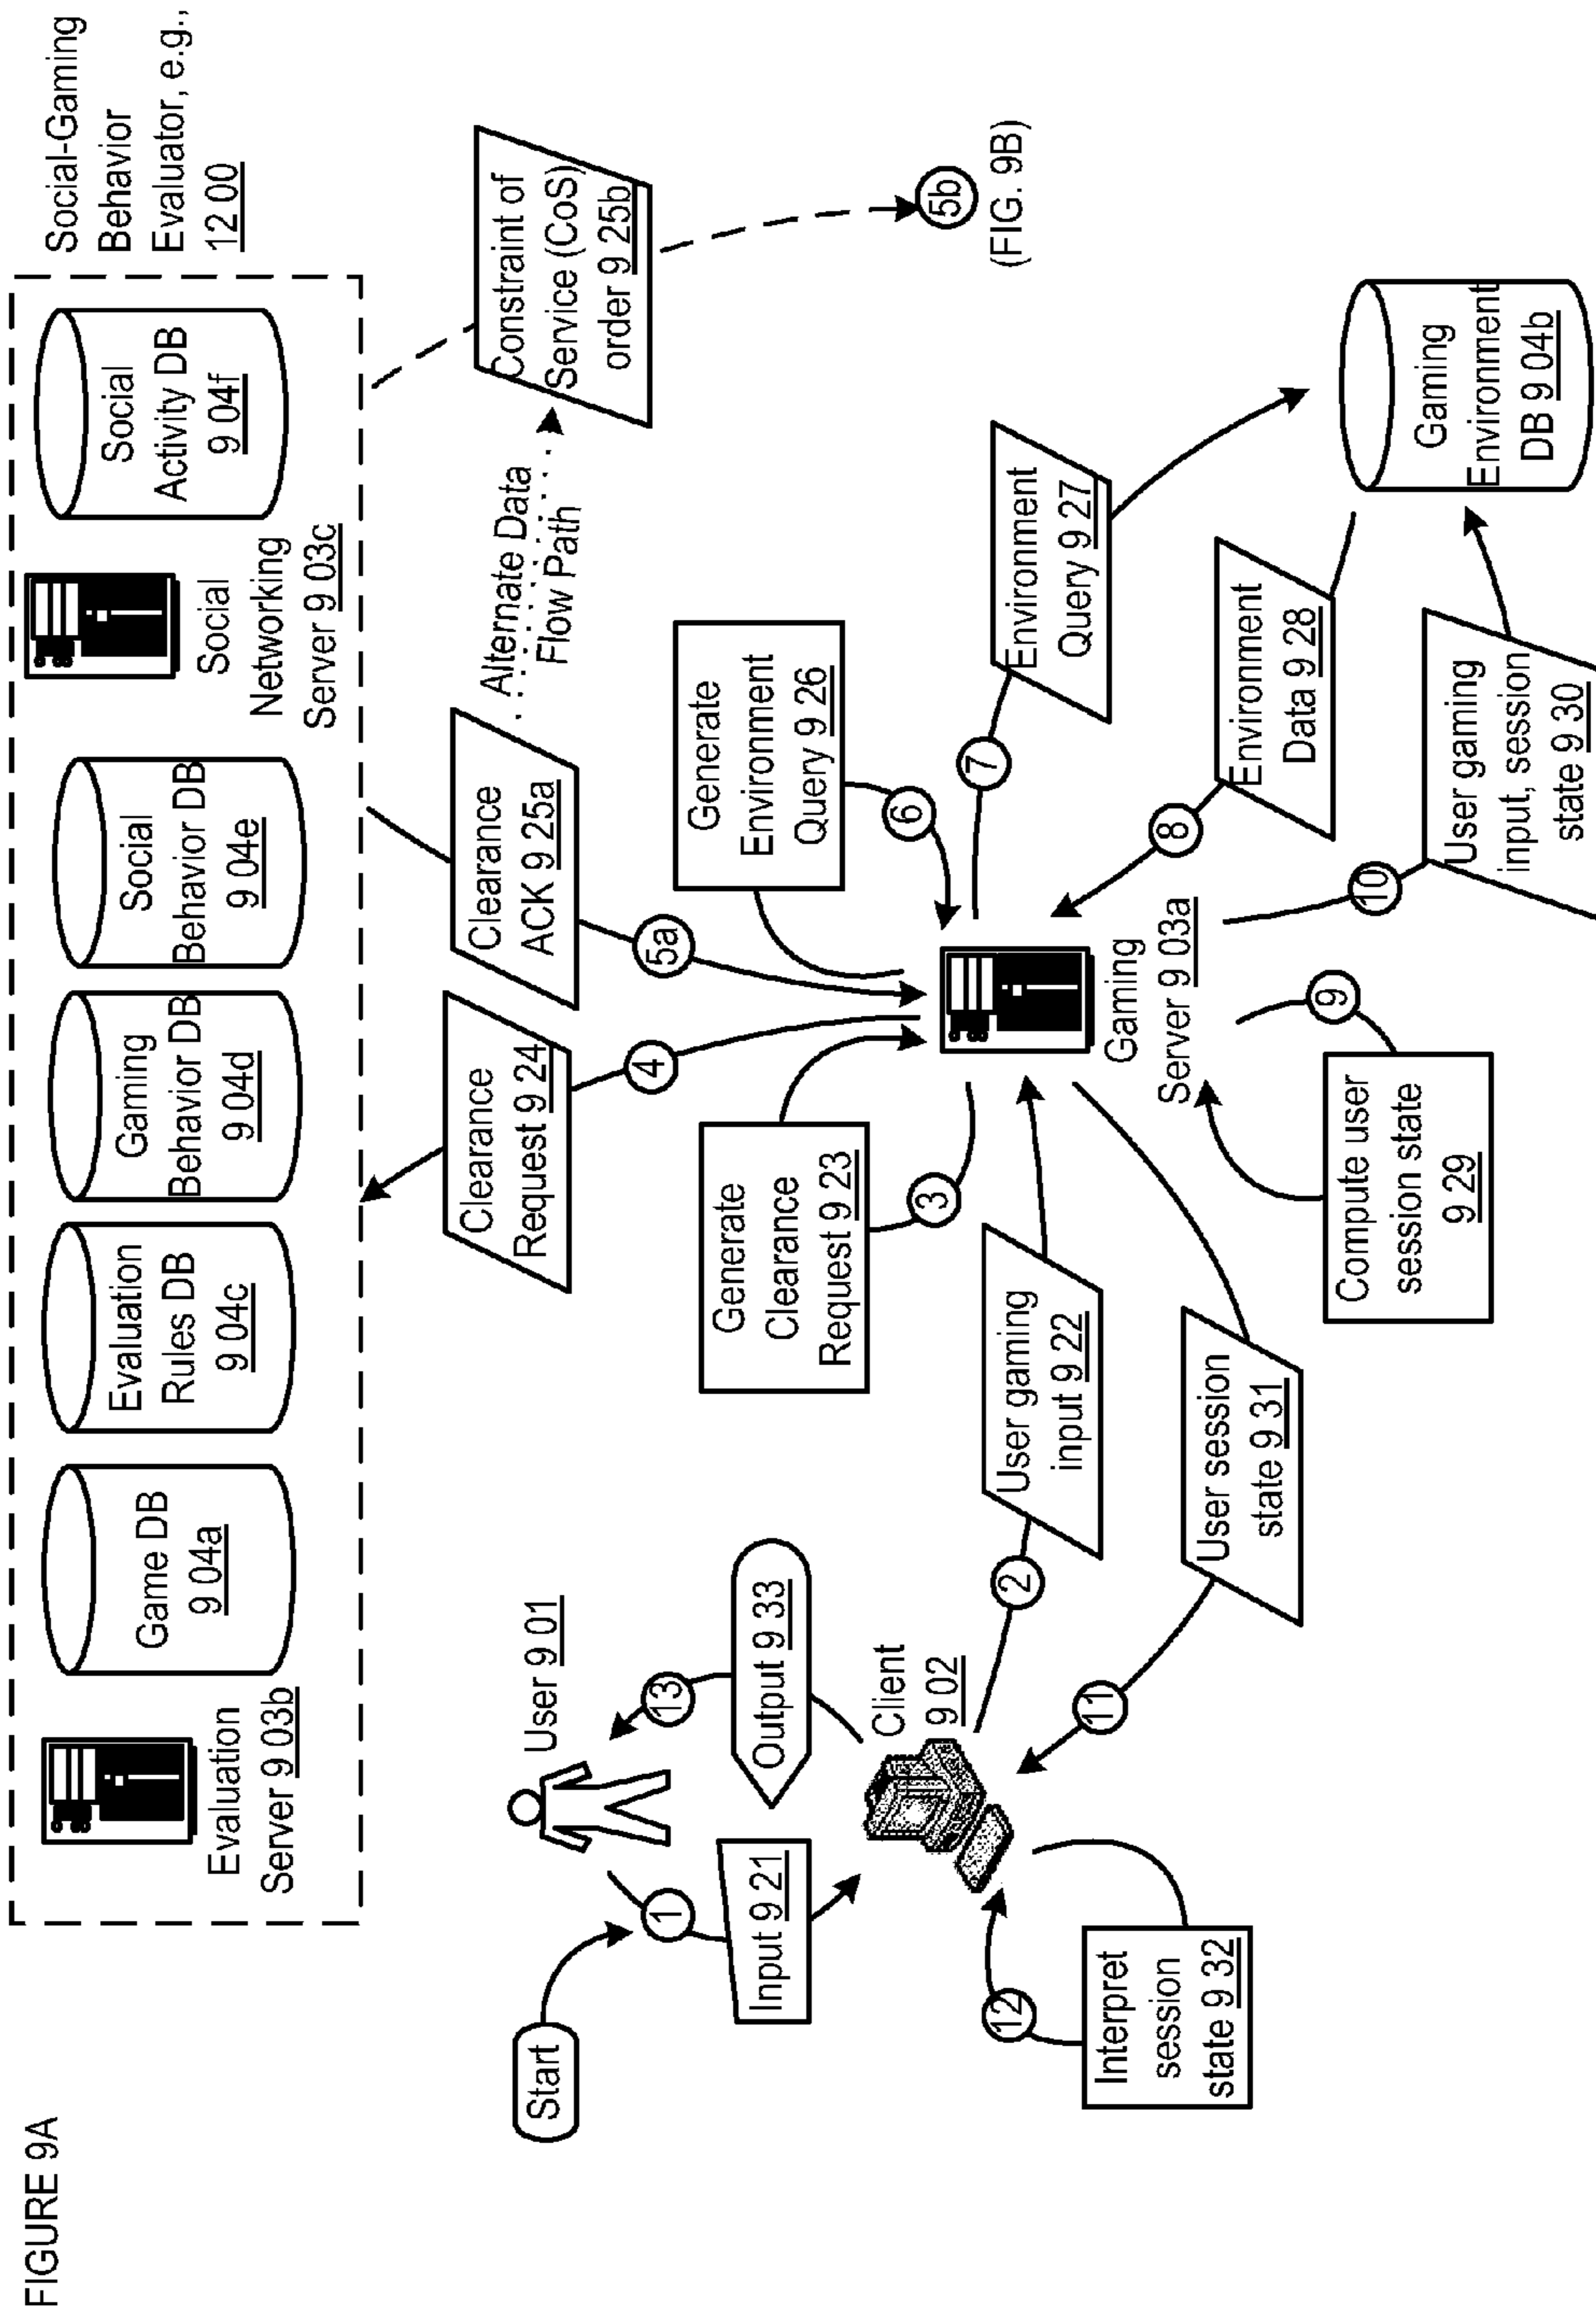 FIGURE 9A
Social-Gaming
Behavior
Evaluator, e.g.,
12 00
Evaluation
Server 9 03b
Game DB
9 04a
Evaluation
Rules DB
9 04c
Gaming
Behavior DB
9 04d
Social
Behavior DB
9 04e
Social
Networking
Server 9 03c
Social
Activity DB
9 04f
Start
1
Input 9 21
User 9 01
13
Output 9 33
Client
9 02
12
Interpret
session
state 9 32
2
User gaming
input 9 22
11
User session
state 9 31
Generate
Clearance
Request 9 23
3
Clearance
Request 9 24
4
Clearance
ACK 9 25a
5a
Alternate Data
Flow Path
Constraint of
Service (CoS)
order 9 25b
5b
(FIG. 9B)
Generate
Environment
Query 9 26
6
Gaming
Server 9 03a
7
Environment
Query 9 27
8
Environment
Data 9 28
9
Compute user
session state
9 29
10
User gaming
input, session
state 9 30
Gaming
Environment
DB 9 04b